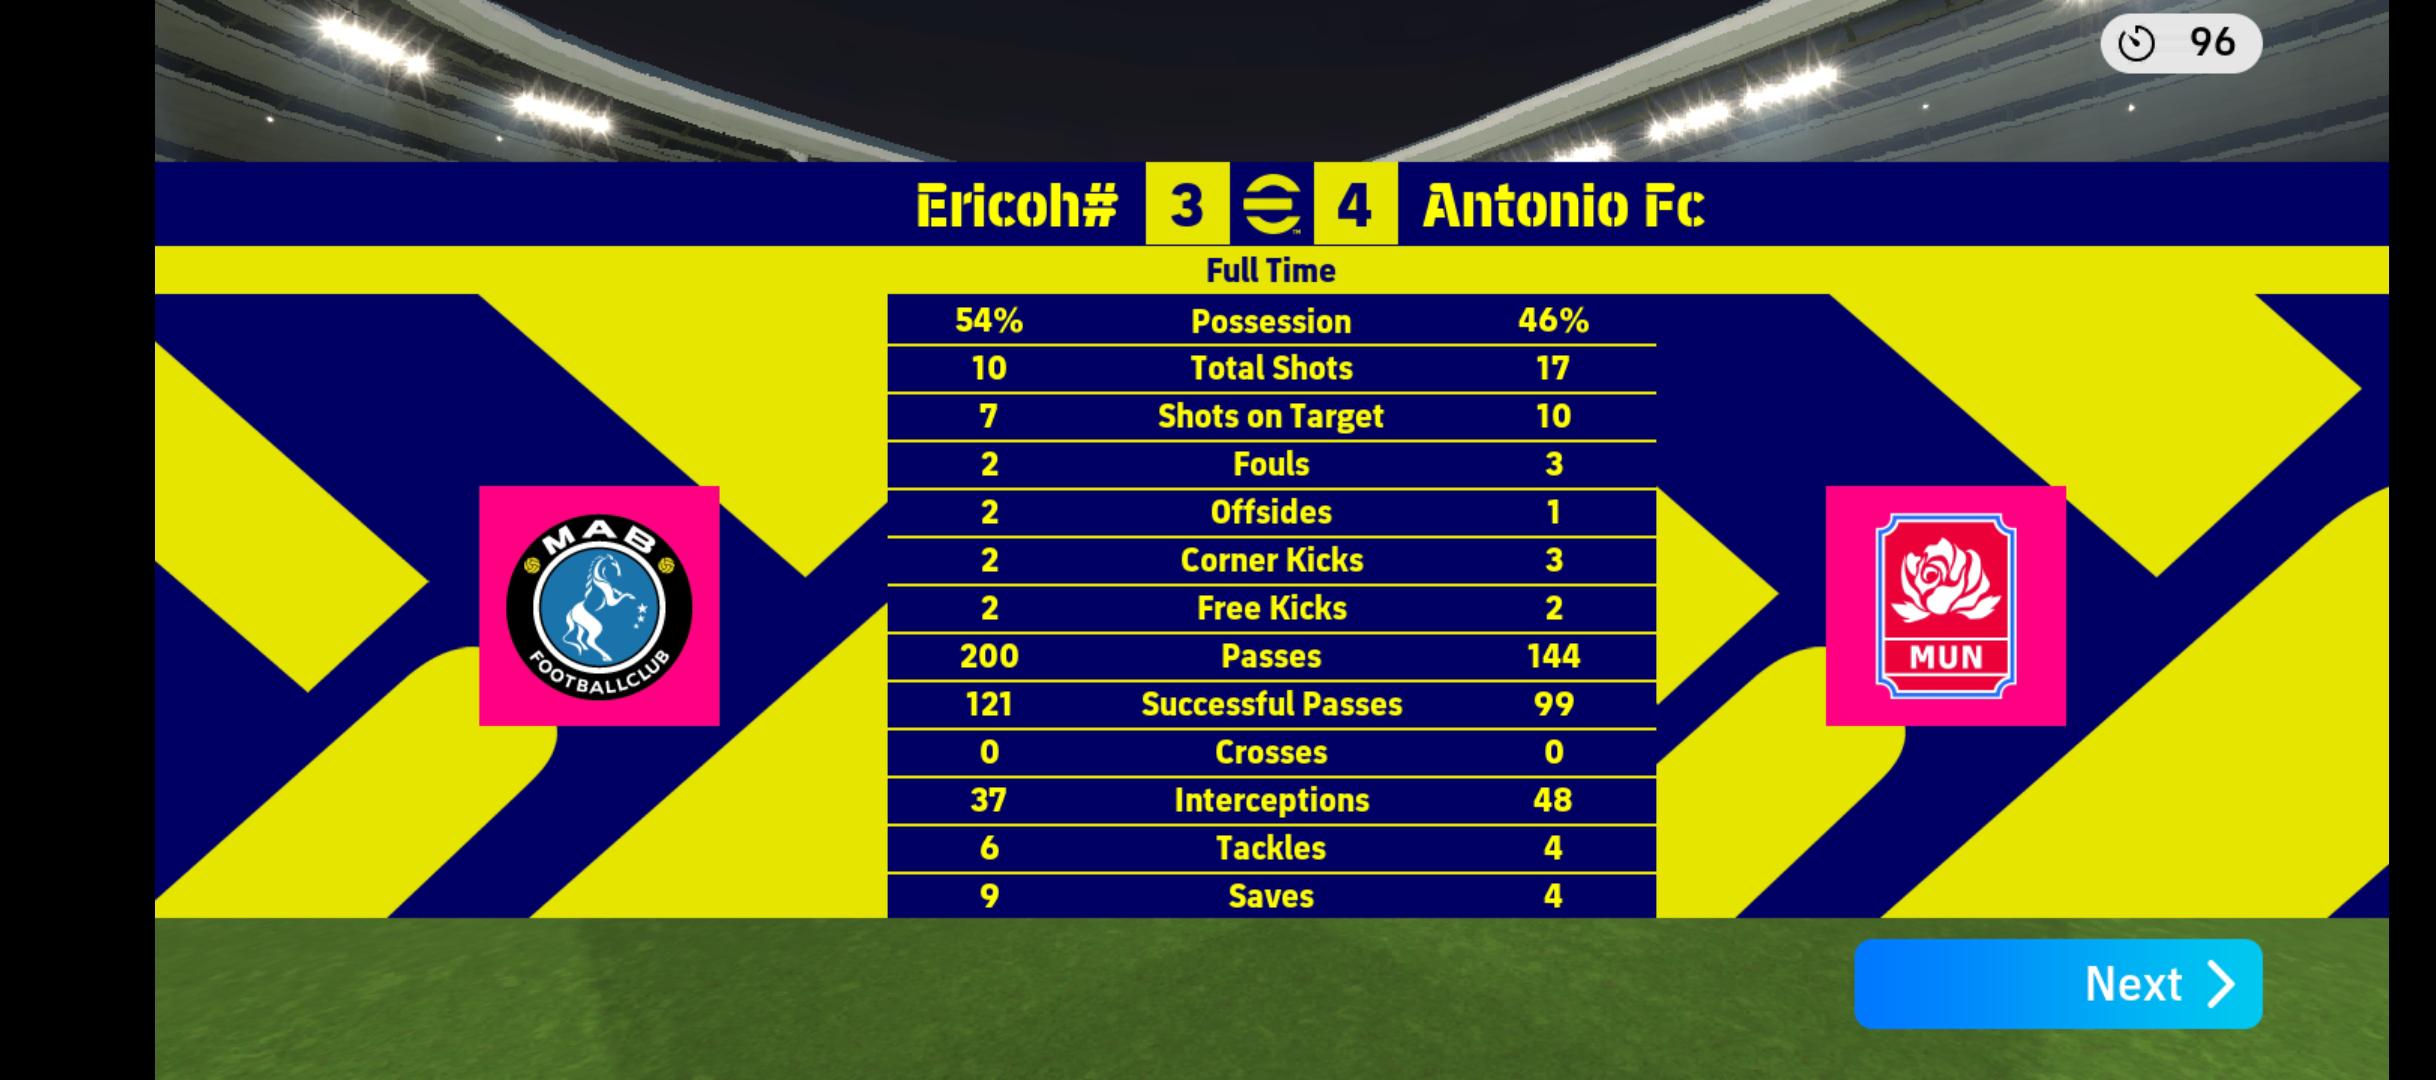 96
Ericoh# 3 4 Antonio Fc
Full Time
54% Possession 46%
10 Total Shots 17
7 Shots on Target 10
2 Fouls 3
2 Offsides 1
2 Corner Kicks 3
2 Free Kicks 2
200 Passes 144
121 Successful Passes 99
0 Crosses 0
37 Interceptions 48
6 Tackles 4
9 Saves 4
MAB
FOOTBALLCLUB
MUN
Next